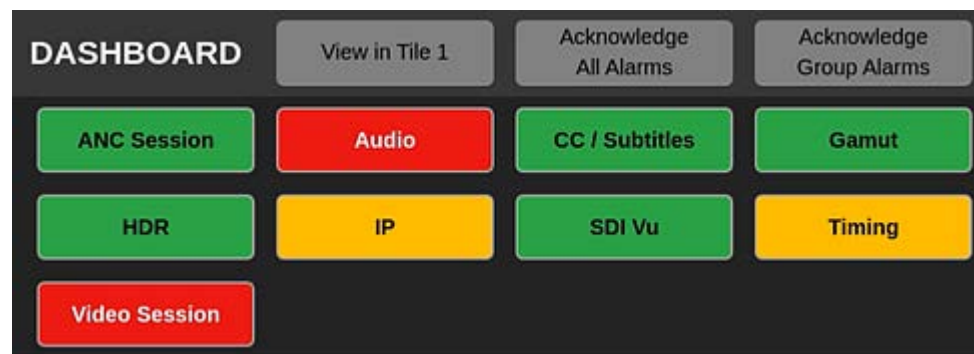 DASHBOARD
View in Tile 1
Acknowledge
All Alarms
Acknowledge
Group Alarms
ANC Session
Audio
CC / Subtitles
Gamut
HDR
IP
SDI Vu
Timing
Video Session